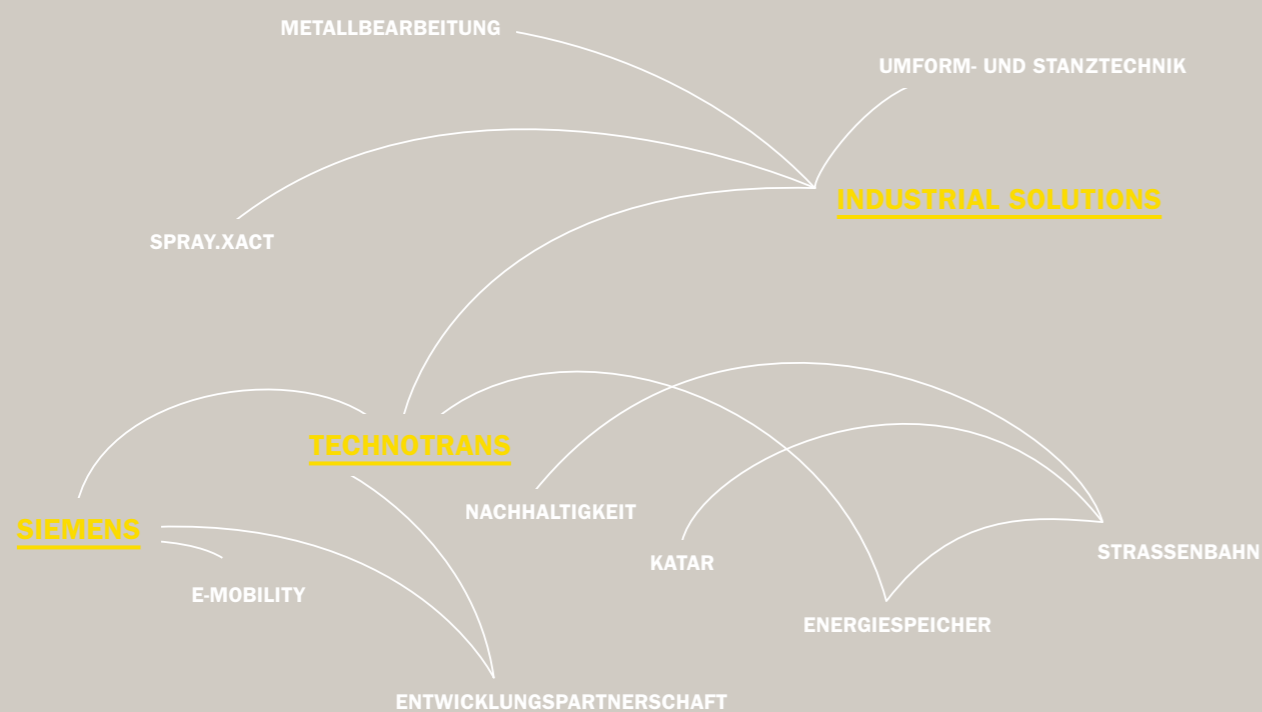 METALLBEARBEITUNG
UMFORM- UND STANZTECHNIK
INDUSTRIAL SOLUTIONS
SPRAY.XACT
TECHNOTRANS
NACHHALTIGKEIT
SIEMENS
STRASSENBAHN
KATAR
E-MOBILITY
ENERGIESPEICHER
ENTWICKLUNGSPARTNERSCHAFT